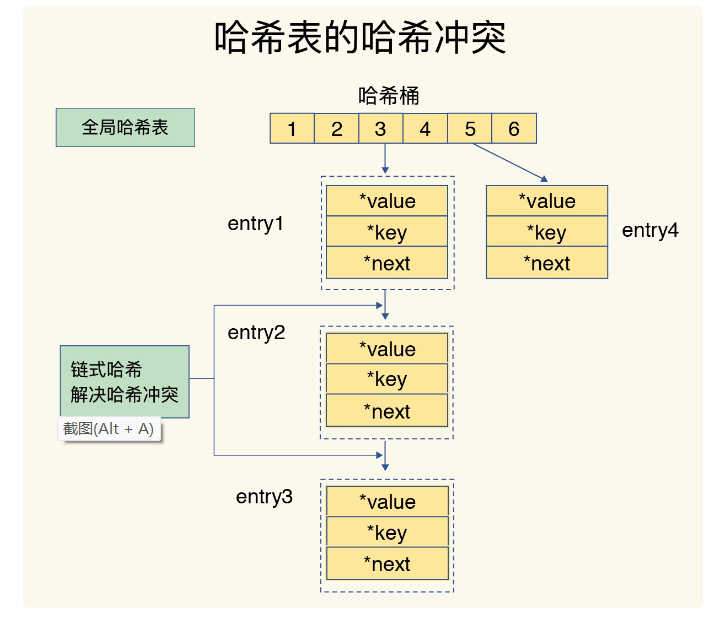 哈希表的哈希冲突
哈希桶
全局哈希表
1 2 3 4 5 6
entry1
*value
*key
*next
*value
*key
*next
entry4
entry2
*value
*key
*next
链式哈希
解决哈希冲突
截图(Alt + A)
entry3
*value
*key
*next